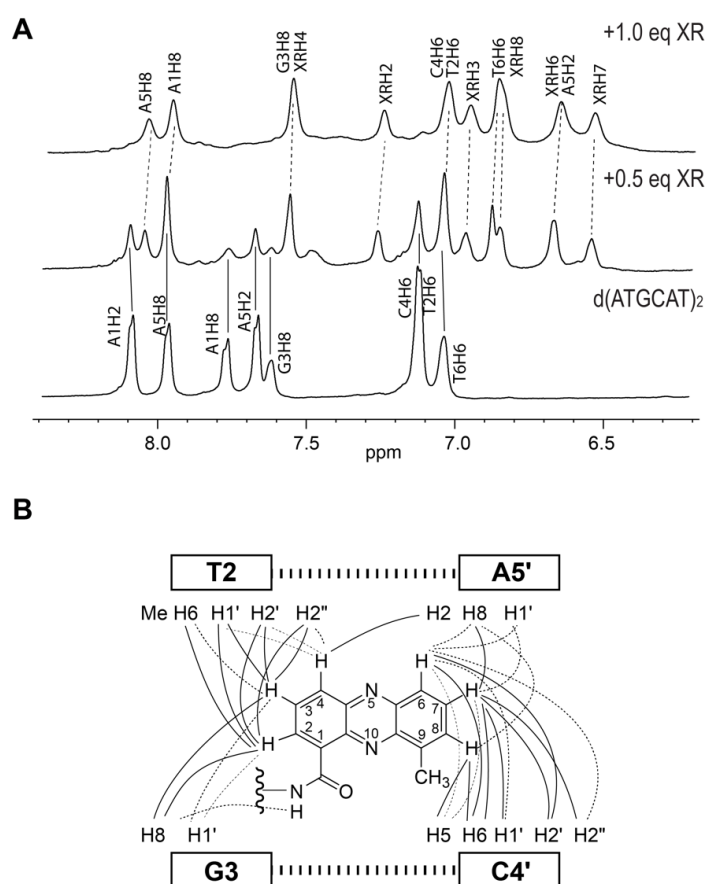 A
+1.0 eq XR
A5H8
A1H8
G3H8
XRH4
XRH2
C4H6
T2H6
XRH3
T6H6
XRH8
XRH6
A5H2
XRH7
+0.5 eq XR
d(ATGCAT)2
A1H2
A5H8
A1H8
A5H2
G3H8
C4H6
T2H6
T6H6
8.0 7.5 7.0 6.5
ppm
B
T2 A5'
Me H6 H1' H2' H2" H2 H8 H1'
H H
H H
3 4 N 5 6 7
2 1 10 9 8
H N H
N O CH3
H
H8 H1' H5 H6 H1' H2' H2"
G3 C4'